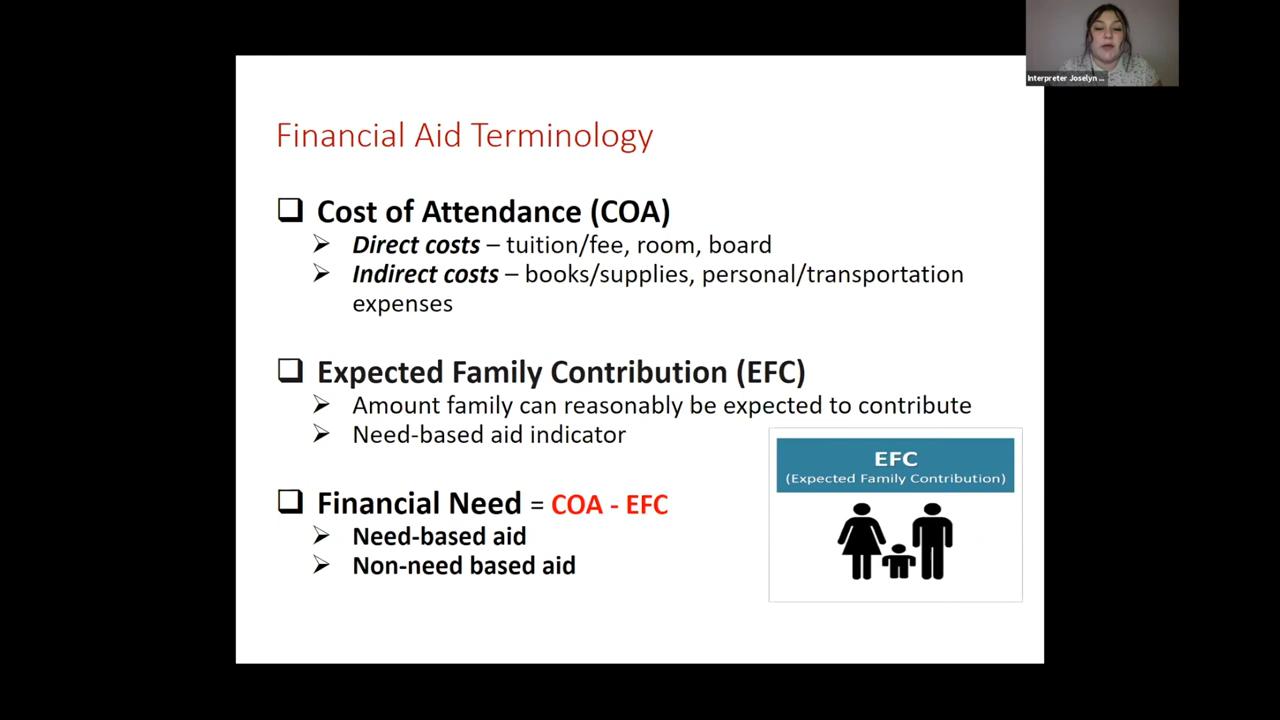 Interpreter Joselyn ...
Financial Aid Terminology
❑ Cost of Attendance (COA)
➢ Direct costs – tuition/fee, room, board
➢ Indirect costs – books/supplies, personal/transportation
expenses
❑ Expected Family Contribution (EFC)
➢ Amount family can reasonably be expected to contribute
➢ Need-based aid indicator
❑ Financial Need = COA - EFC
➢ Need-based aid
➢ Non-need based aid
EFC
(Expected Family Contribution)